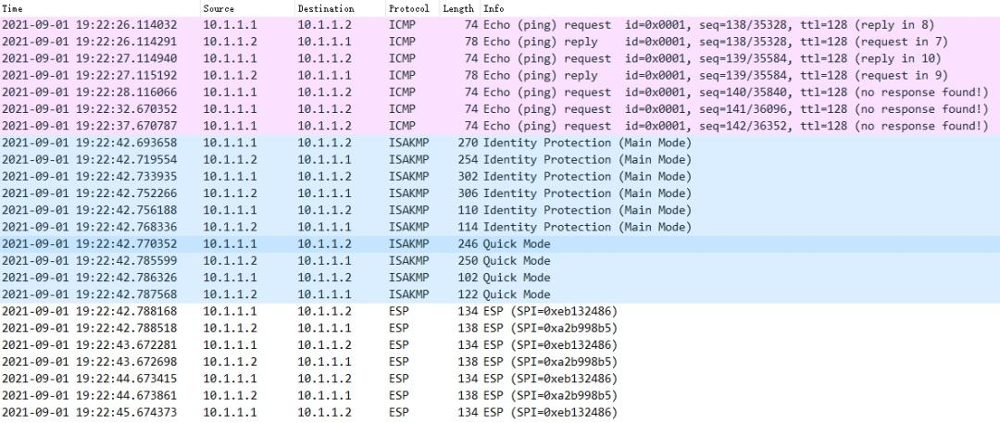 Time Source Destination Protocol Length Info
2021-09-01 19:22:26.114032 10.1.1.1 10.1.1.2 ICMP 74 Echo (ping) request id=0x0001, seq=138/35328, ttl=128 (reply in 8)
2021-09-01 19:22:26.114291 10.1.1.2 10.1.1.1 ICMP 78 Echo (ping) reply id=0x0001, seq=138/35328, ttl=128 (request in 7)
2021-09-01 19:22:27.114940 10.1.1.1 10.1.1.2 ICMP 74 Echo (ping) request id=0x0001, seq=139/35584, ttl=128 (reply in 10)
2021-09-01 19:22:27.115192 10.1.1.2 10.1.1.1 ICMP 78 Echo (ping) reply id=0x0001, seq=139/35584, ttl=128 (request in 9)
2021-09-01 19:22:28.116066 10.1.1.1 10.1.1.2 ICMP 74 Echo (ping) request id=0x0001, seq=140/35840, ttl=128 (no response found!)
2021-09-01 19:22:32.670352 10.1.1.1 10.1.1.2 ICMP 74 Echo (ping) request id=0x0001, seq=141/36096, ttl=128 (no response found!)
2021-09-01 19:22:37.670787 10.1.1.1 10.1.1.2 ICMP 74 Echo (ping) request id=0x0001, seq=142/36352, ttl=128 (no response found!)
2021-09-01 19:22:42.693658 10.1.1.1 10.1.1.2 ISAKMP 270 Identity Protection (Main Mode)
2021-09-01 19:22:42.719554 10.1.1.2 10.1.1.1 ISAKMP 254 Identity Protection (Main Mode)
2021-09-01 19:22:42.733935 10.1.1.1 10.1.1.2 ISAKMP 302 Identity Protection (Main Mode)
2021-09-01 19:22:42.752266 10.1.1.2 10.1.1.1 ISAKMP 306 Identity Protection (Main Mode)
2021-09-01 19:22:42.756188 10.1.1.1 10.1.1.2 ISAKMP 110 Identity Protection (Main Mode)
2021-09-01 19:22:42.768336 10.1.1.2 10.1.1.1 ISAKMP 114 Identity Protection (Main Mode)
2021-09-01 19:22:42.770352 10.1.1.1 10.1.1.2 ISAKMP 246 Quick Mode
2021-09-01 19:22:42.785599 10.1.1.2 10.1.1.1 ISAKMP 250 Quick Mode
2021-09-01 19:22:42.786326 10.1.1.1 10.1.1.2 ISAKMP 102 Quick Mode
2021-09-01 19:22:42.787568 10.1.1.2 10.1.1.1 ISAKMP 122 Quick Mode
2021-09-01 19:22:42.788168 10.1.1.1 10.1.1.2 ESP 134 ESP (SPI=0xeb132486)
2021-09-01 19:22:42.788518 10.1.1.2 10.1.1.1 ESP 138 ESP (SPI=0xa2b998b5)
2021-09-01 19:22:43.672281 10.1.1.1 10.1.1.2 ESP 134 ESP (SPI=0xeb132486)
2021-09-01 19:22:43.672698 10.1.1.2 10.1.1.1 ESP 138 ESP (SPI=0xa2b998b5)
2021-09-01 19:22:44.673415 10.1.1.1 10.1.1.2 ESP 134 ESP (SPI=0xeb132486)
2021-09-01 19:22:44.673861 10.1.1.2 10.1.1.1 ESP 138 ESP (SPI=0xa2b998b5)
2021-09-01 19:22:45.674373 10.1.1.1 10.1.1.2 ESP 134 ESP (SPI=0xeb132486)